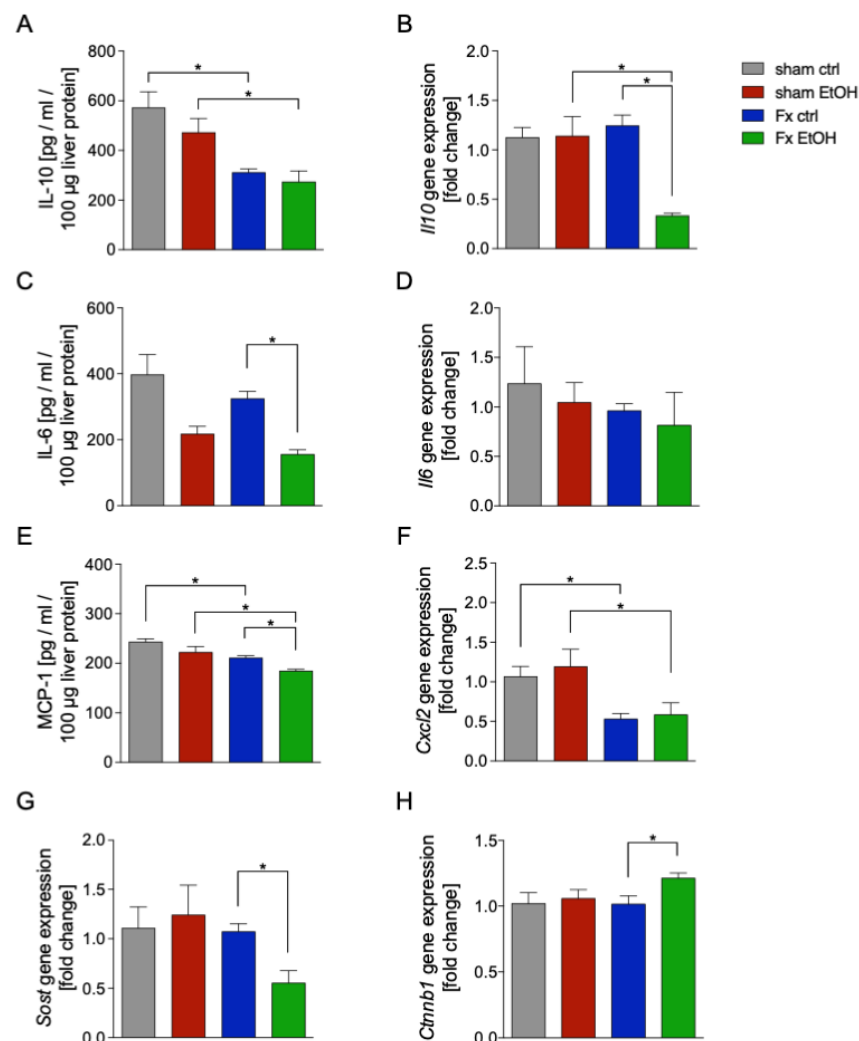 A
IL-10 [pg / ml /
100 µg liver protein]
800
600
400
200
0
*
*
B
Il10 gene expression
[fold change]
2.0
1.5
1.0
0.5
0.0
*
*
sham ctrl
sham EtOH
Fx ctrl
Fx EtOH
C
IL-6 [pg / ml /
100 µg liver protein]
600
400
200
0
*
D
Il6 gene expression
[fold change]
2.0
1.5
1.0
0.5
0.0
E
MCP-1 [pg / ml /
100 µg liver protein]
400
300
200
100
0
*
*
*
F
Cxcl2 gene expression
[fold change]
2.5
2.0
1.5
1.0
0.5
0.0
*
*
G
Sost gene expression
[fold change]
2.0
1.5
1.0
0.5
0.0
*
H
Ctnnb1 gene expression
[fold change]
1.5
1.0
0.5
0.0
*